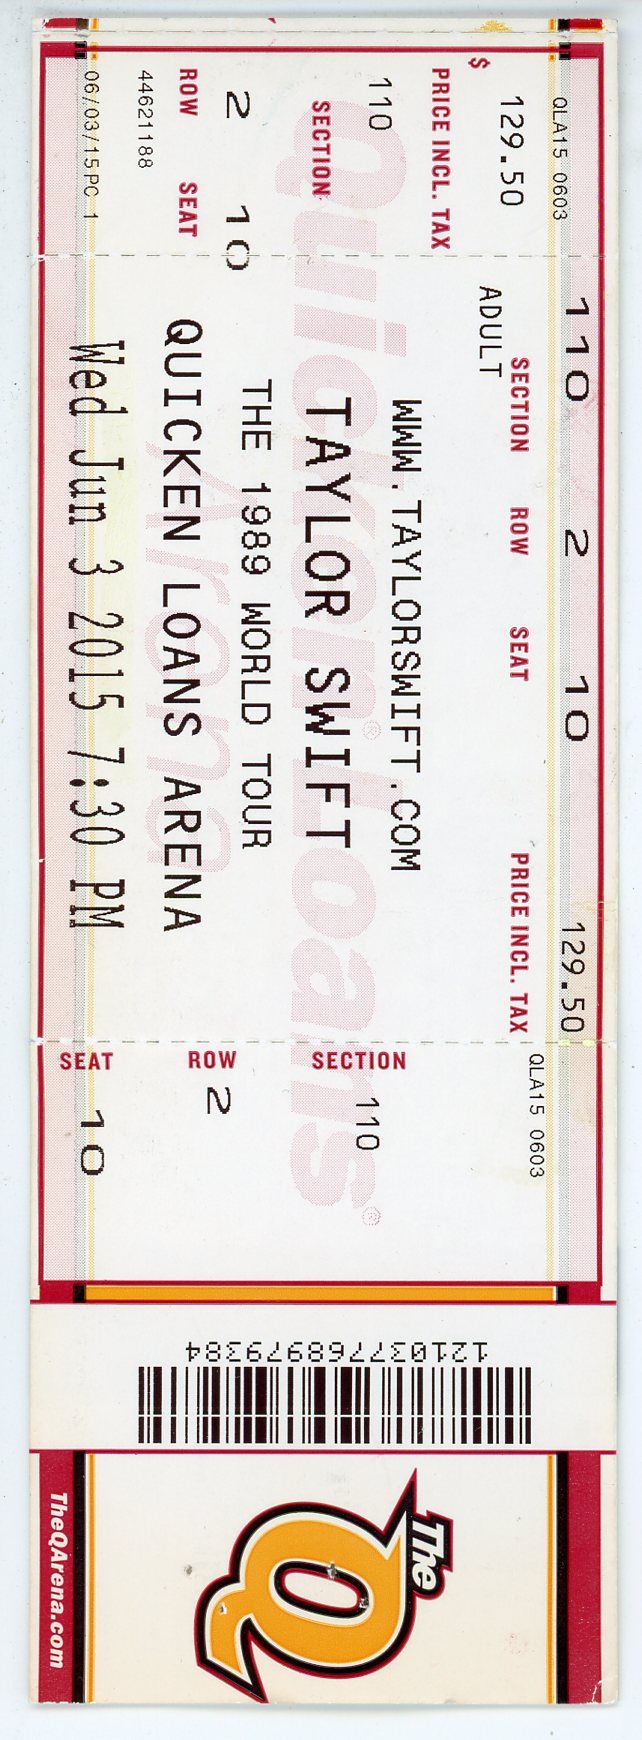 QLA15 0603
$ 129.50
PRICE INCL. TAX
110
SECTION
2 10
ROW SEAT
44621188
06/03/15PC 1
110 2 10 129.50
SECTION ROW SEAT PRICE INCL. TAX
ADULT
WWW.TAYLORSWIFT.COM
TAYLOR SWIFT
THE 1989 WORLD TOUR
QUICKEN LOANS ARENA
Wed Jun 3 2015 7:30 PM
Quicken Loans®
Arena
QLA15 0603
SECTION
110
ROW
2
SEAT
10
121037768979384
The Q
TheQArena.com